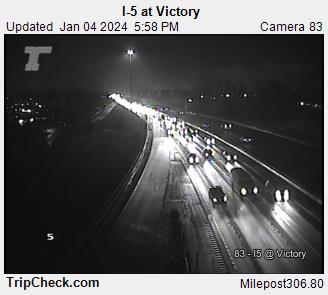 I-5 at Victory
Updated Jan 04 2024 5:58 PM Camera 83
T
S
83 - I5 @ Victory
TripCheck.com Milepost306.80